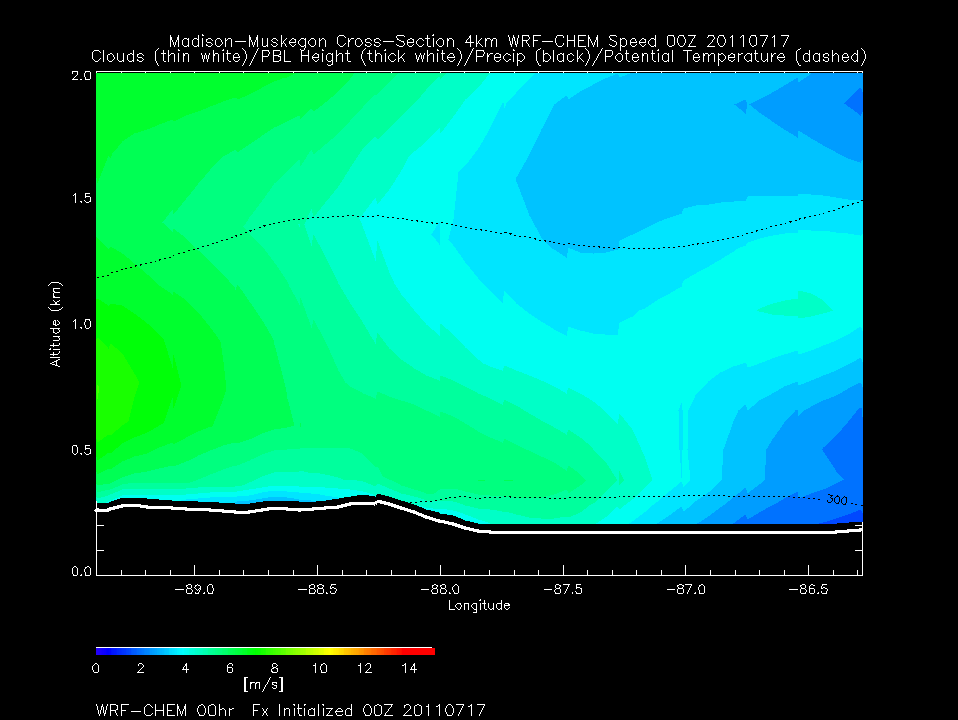 Madison-Muskegon Cross-Section 4km WRF-CHEM Speed 00Z 20110717
Clouds (thin white)/PBL Height (thick white)/Precip (black)/Potential Temperature (dashed)
2.0
1.5
1.0
0.5
0.0
Altitude (km)
300
-89.0 -88.5 -88.0 -87.5 -87.0 -86.5
Longitude
0 2 4 6 8 10 12 14
[m/s]
WRF-CHEM 00hr Fx Initialized 00Z 20110717